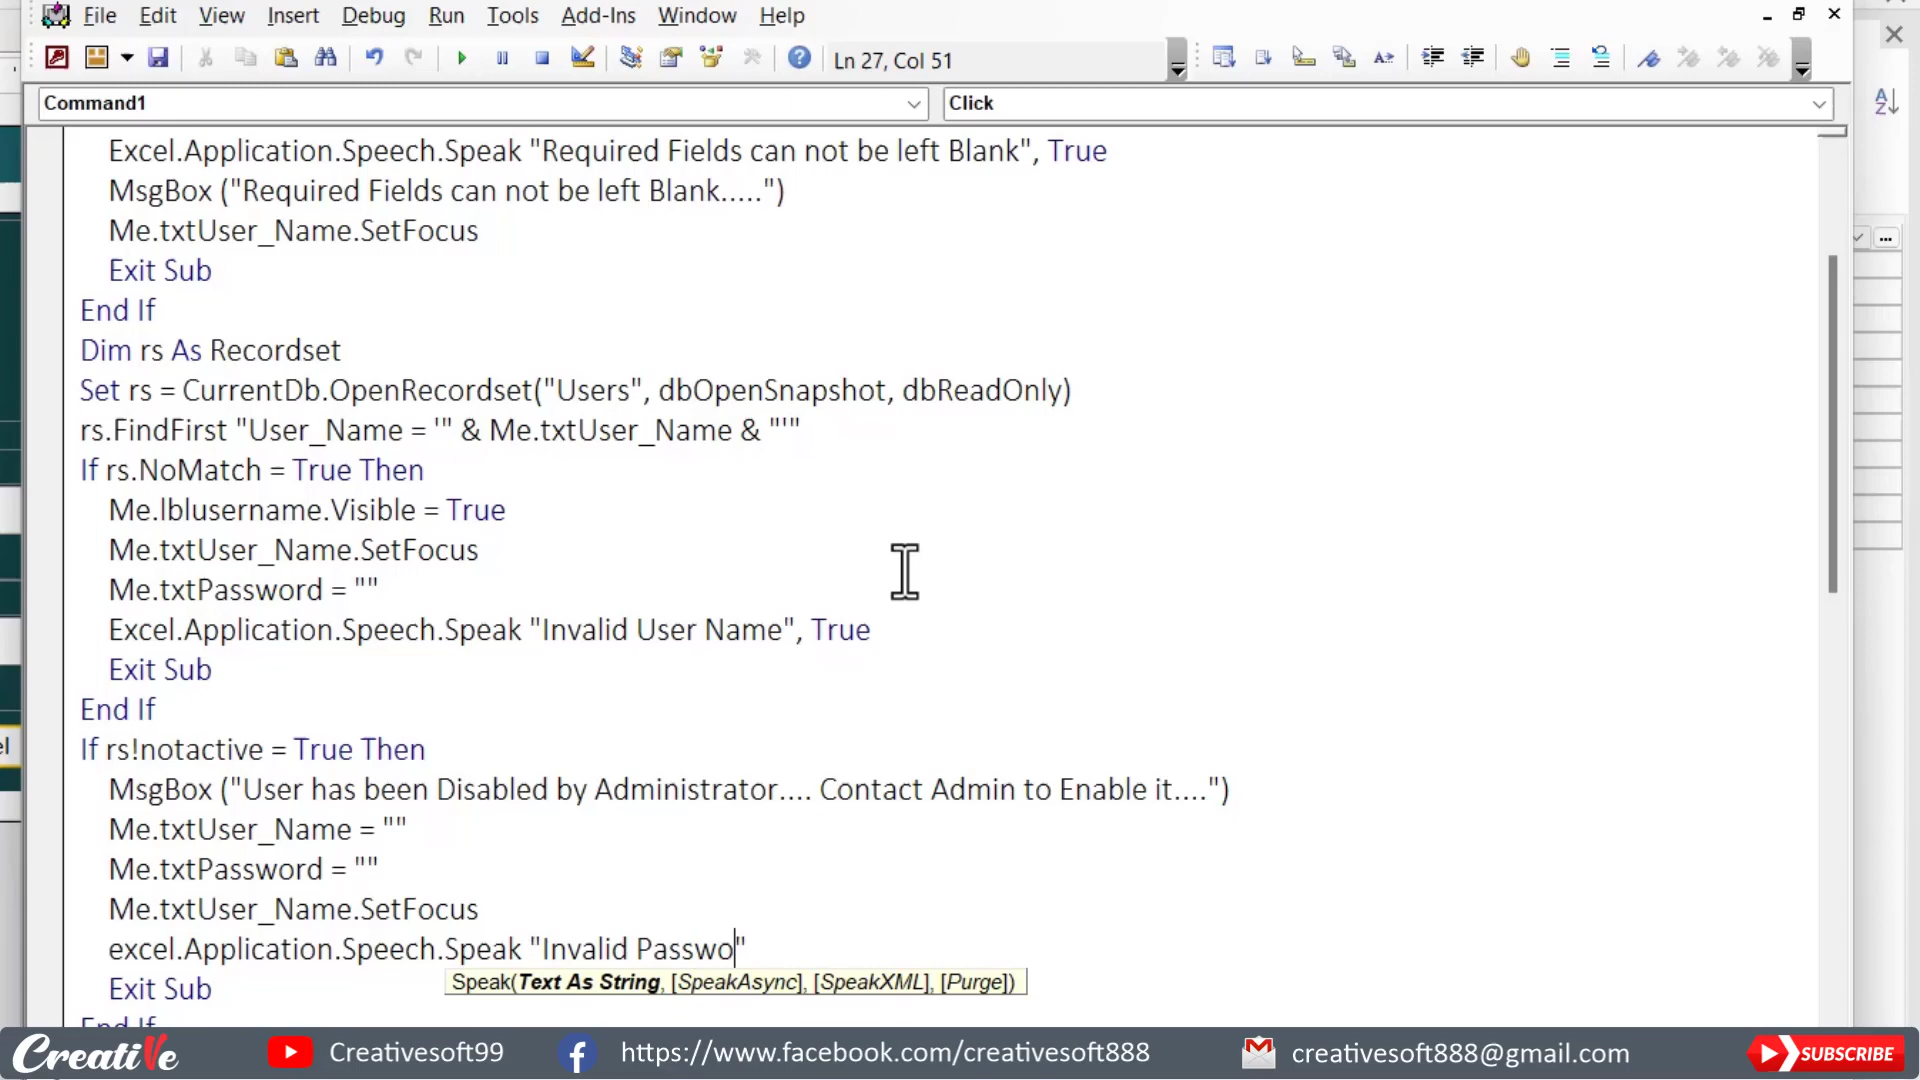 File Edit View Insert Debug Run Tools Add-Ins Window Help
Ln 27, Col 51
Command1 Click
Excel.Application.Speech.Speak "Required Fields can not be left Blank", True
MsgBox ("Required Fields can not be left Blank.....")
Me.txtUser_Name.SetFocus
Exit Sub
End If
Dim rs As Recordset
Set rs = CurrentDb.OpenRecordset("Users", dbOpenSnapshot, dbReadOnly)
rs.FindFirst "User_Name = '" & Me.txtUser_Name & "'"
If rs.NoMatch = True Then
Me.lblusername.Visible = True
Me.txtUser_Name.SetFocus
Me.txtPassword = ""
Excel.Application.Speech.Speak "Invalid User Name", True
Exit Sub
End If
If rs!notactive = True Then
MsgBox ("User has been Disabled by Administrator.... Contact Admin to Enable it....")
Me.txtUser_Name = ""
Me.txtPassword = ""
Me.txtUser_Name.SetFocus
excel.Application.Speech.Speak "Invalid Passwo"
Speak(Text As String, [SpeakAsync], [SpeakXML], [Purge])
Exit Sub
End If
Creative Creativesoft99 https://www.facebook.com/creativesoft888 creativesoft888@gmail.com SUBSCRIBE